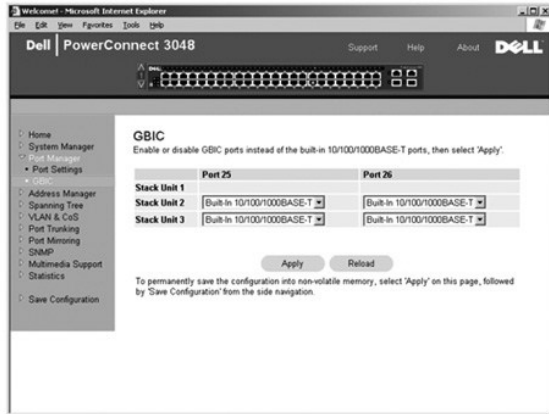 Welcome! - Microsoft Internet Explorer
File Edit View Favorites Tools Help
Dell | PowerConnect 3048
Support Help About DELL
Home
System Manager
Port Manager
Port Settings
GBIC
Address Manager
Spanning Tree
VLAN & CoS
Port Trunking
Port Mirroring
SNMP
Multimedia Support
Statistics
Save Configuration
GBIC
Enable or disable GBIC ports instead of the built-in 10/100/1000BASE-T ports, then select 'Apply'.
Port 25 Port 26
Stack Unit 1
Stack Unit 2 Built-In 10/100/1000BASE-T Built-In 10/100/1000BASE-T
Stack Unit 3 Built-In 10/100/1000BASE-T Built-In 10/100/1000BASE-T
Apply Reload
To permanently save the configuration into non-volatile memory, select 'Apply' on this page, followed
by 'Save Configuration' from the side navigation.